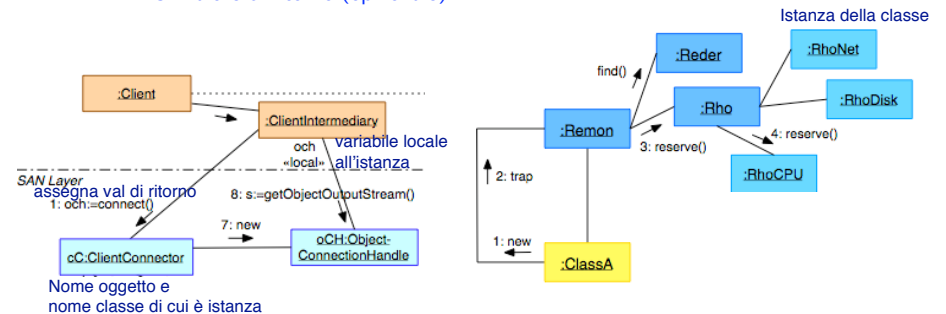 Istanza della classe
:Client
:ClientIntermediary
och
«local»
variabile locale
all'istanza
SAN Layer
assegna val di ritorno
1: och:=connect()
8: s:=getObjectOutputStream()
7: new
cC:ClientConnector
oCH:Object-
ConnectionHandle
Nome oggetto e
nome classe di cui è istanza
:Reder
:RhoNet
find()
:Rho
:RhoDisk
:Remon
3: reserve()
4: reserve()
2: trap
:RhoCPU
1: new
:ClassA